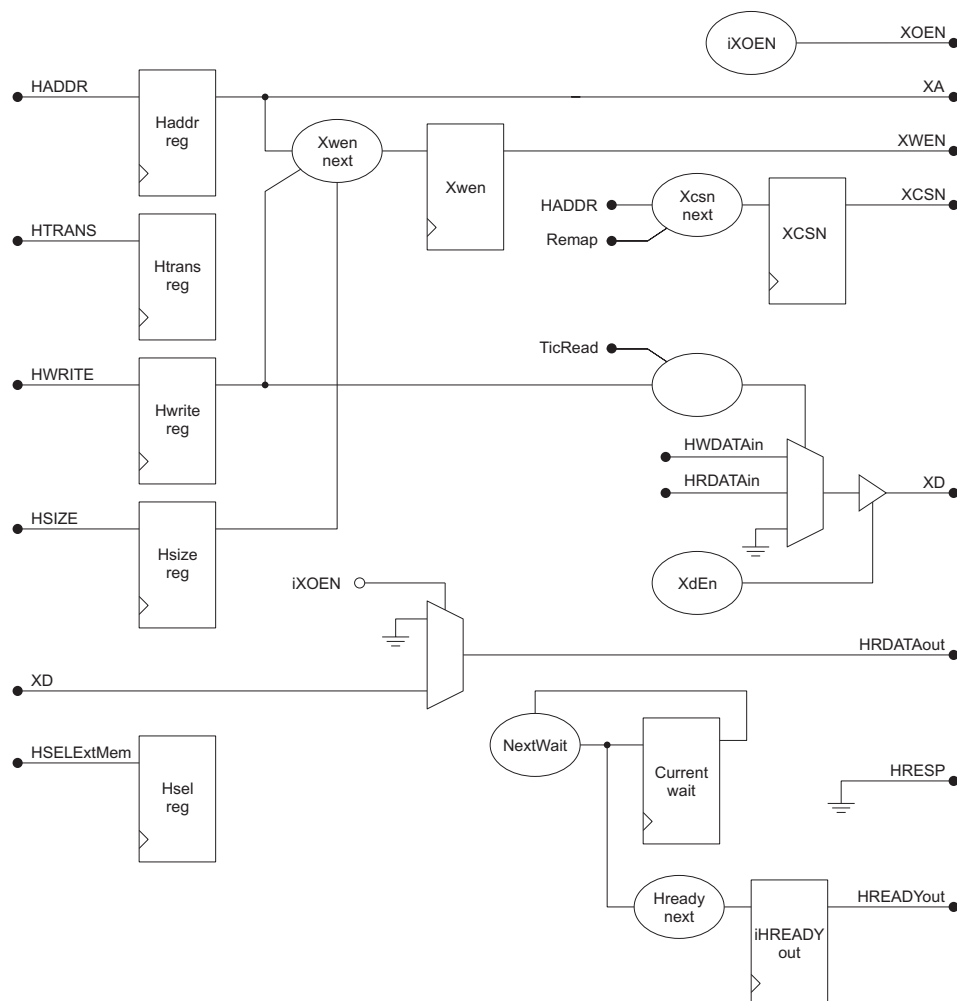 iXOEN
XOEN
HADDR
Haddr
reg
XA
Xwen
next
Xwen
XWEN
HADDR
Remap
Xcsn
next
XCSN
XCSN
HTRANS
Htrans
reg
TicRead
HWRITE
Hwrite
reg
HWDATAin
HRDATAin
XD
HSIZE
Hsize
reg
iXOEN
XdEn
HRDATAout
XD
NextWait
Current
wait
HSELExtMem
Hsel
reg
HRESP
Hready
next
iHREADY
out
HREADYout